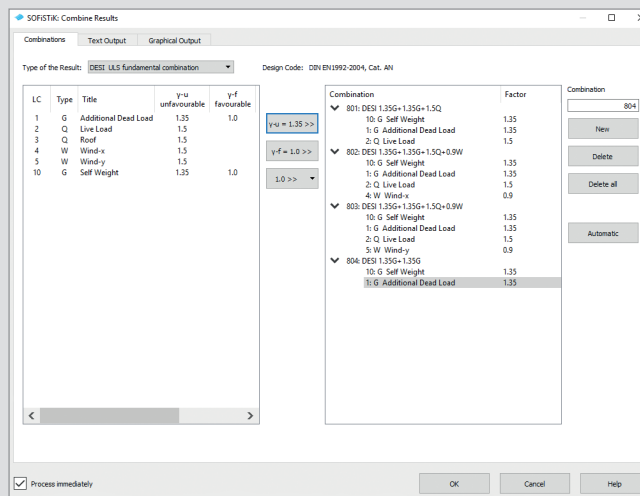 SOFiSTiK: Combine Results
Combinations Text Output Graphical Output
Type of the Result: DESI ULS fundamental combination Design Code: DIN EN1992-2004, Cat. AN
LC Type Title γ-u unfavourable γ-f favourable
1 G Additional Dead Load 1.35 1.0
2 Q Live Load 1.5
3 Q Roof 1.5
4 W Wind-x 1.5
5 W Wind-y 1.5
10 G Self Weight 1.35 1.0
γ-u = 1.35 >>
γ-f = 1.0 >>
1.0 >>
Combination Factor
801: DESI 1.35G+1.35G+1.5Q
10: G Self Weight 1.35
1: G Additional Dead Load 1.35
2: Q Live Load 1.5
802: DESI 1.35G+1.35G+1.5Q+0.9W
10: G Self Weight 1.35
1: G Additional Dead Load 1.35
2: Q Live Load 1.5
4: W Wind-x 0.9
803: DESI 1.35G+1.35G+1.5Q+0.9W
10: G Self Weight 1.35
1: G Additional Dead Load 1.35
2: Q Live Load 1.5
5: W Wind-y 0.9
804: DESI 1.35G+1.35G
10: G Self Weight 1.35
1: G Additional Dead Load 1.35
Combination
804
New
Delete
Delete all
Automatic
Process immediately OK Cancel Help